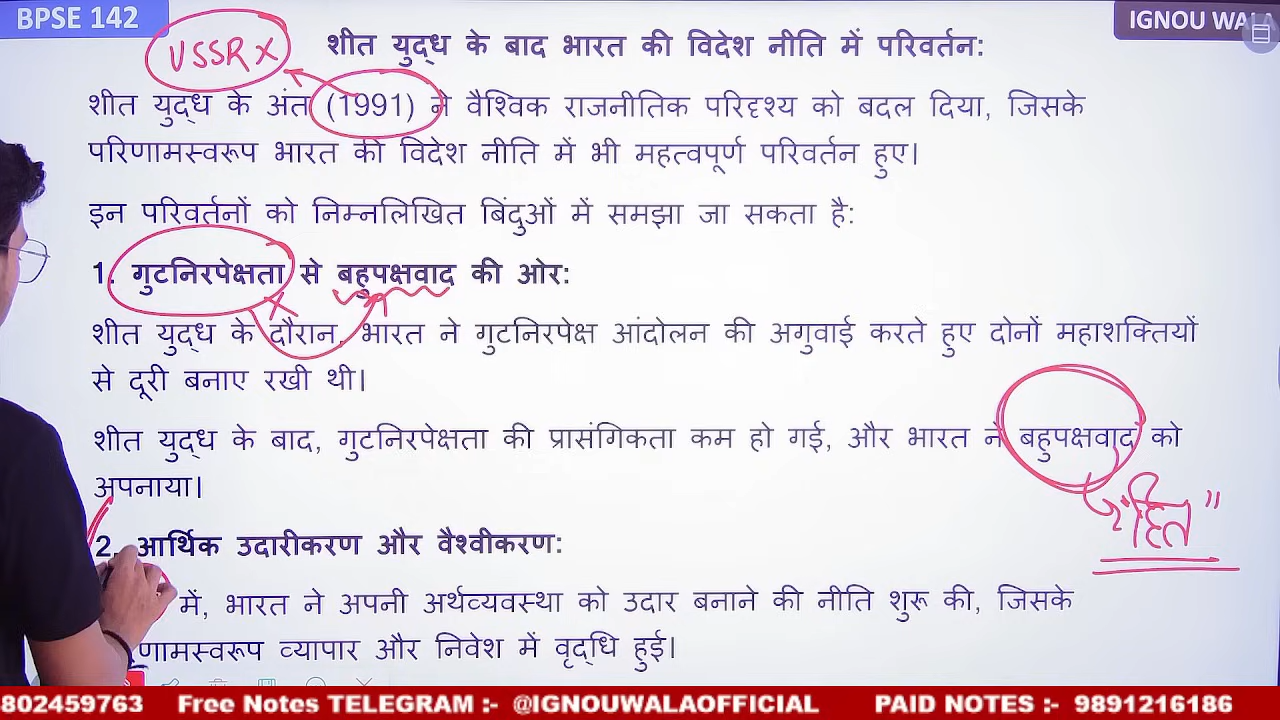 BPSE 142
IGNOU WALA
USSR X
शीत युद्ध के बाद भारत की विदेश नीति में परिवर्तन:
शीत युद्ध के अंत (1991) ने वैश्विक राजनीतिक परिदृश्य को बदल दिया, जिसके
परिणामस्वरूप भारत की विदेश नीति में भी महत्वपूर्ण परिवर्तन हुए।
इन परिवर्तनों को निम्नलिखित बिंदुओं में समझा जा सकता है:
1. गुटनिरपेक्षता से बहुपक्षवाद की ओर:
शीत युद्ध के दौरान, भारत ने गुटनिरपेक्ष आंदोलन की अगुवाई करते हुए दोनों महाशक्तियों
से दूरी बनाए रखी थी।
शीत युद्ध के बाद, गुटनिरपेक्षता की प्रासंगिकता कम हो गई, और भारत ने बहुपक्षवाद को
अपनाया।
"हित"
2. आर्थिक उदारीकरण और वैश्वीकरण:
में, भारत ने अपनी अर्थव्यवस्था को उदार बनाने की नीति शुरू की, जिसके
णामस्वरूप व्यापार और निवेश में वृद्धि हुई।
802459763 Free Notes TELEGRAM :- @IGNOUWALAOFFICIAL PAID NOTES :- 9891216186